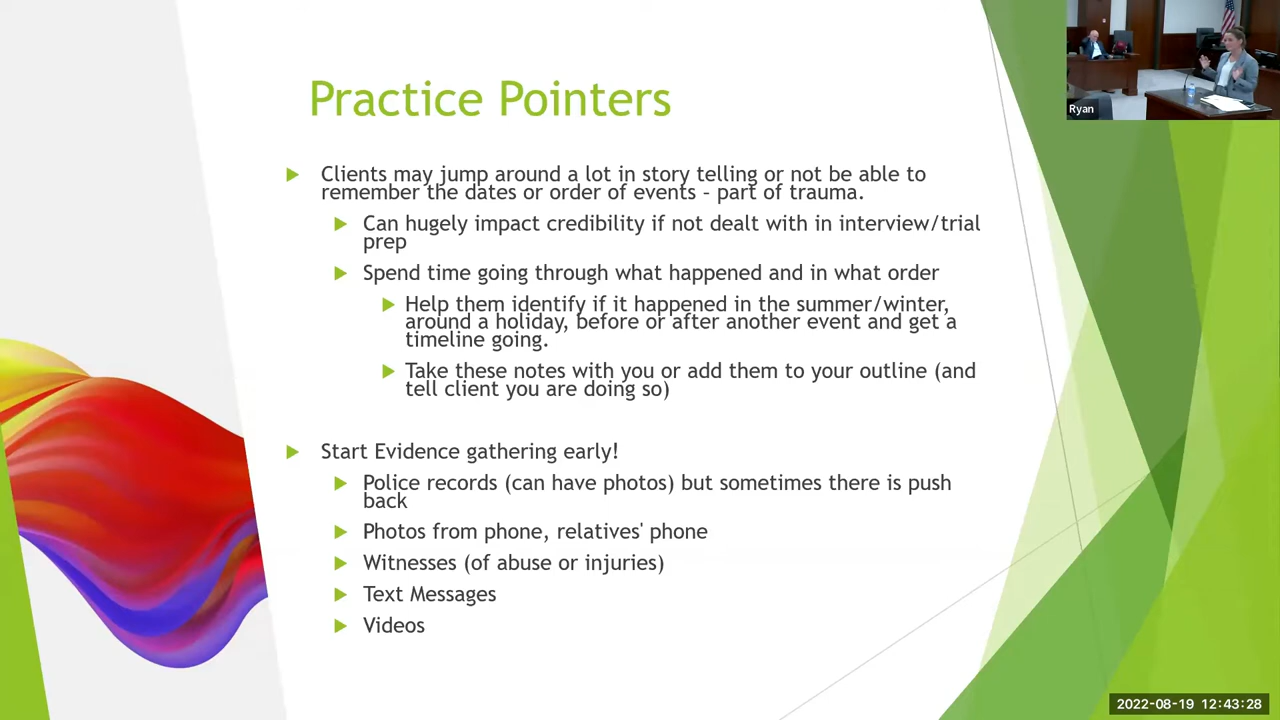 Practice Pointers
Clients may jump around a lot in story telling or not be able to
remember the dates or order of events – part of trauma.
Can hugely impact credibility if not dealt with in interview/trial
prep
Spend time going through what happened and in what order
Help them identify if it happened in the summer/winter,
around a holiday, before or after another event and get a
timeline going.
Take these notes with you or add them to your outline (and
tell client you are doing so)
Start Evidence gathering early!
Police records (can have photos) but sometimes there is push
back
Photos from phone, relatives' phone
Witnesses (of abuse or injuries)
Text Messages
Videos
Ryan
2022-08-19 12:43:28